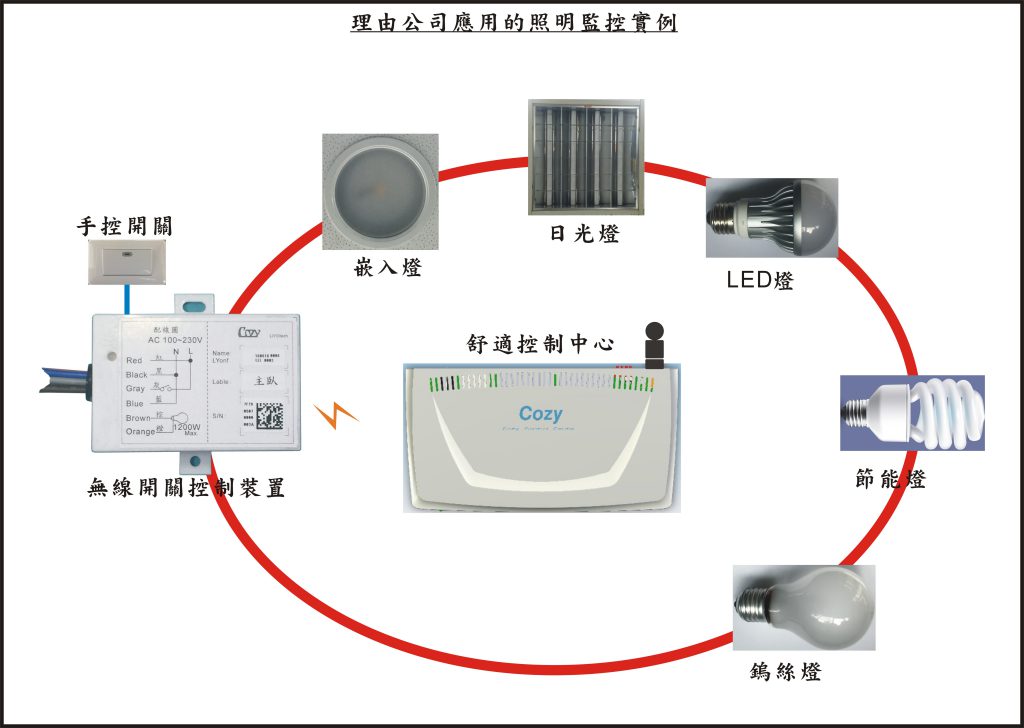 理由公司應用的照明監控實例
手控開關
嵌入燈
日光燈
LED燈
舒適控制中心
配線圖
AC 100~230V
N L
Red 紅
Black 黑
Gray 灰
Blue 藍
Brown 棕
Orange 橙
1200W
Max.
Cozy
Name
LYonf
Lable
主臥
S/N:
Cozy
無線開關控制裝置
節能燈
鎢絲燈